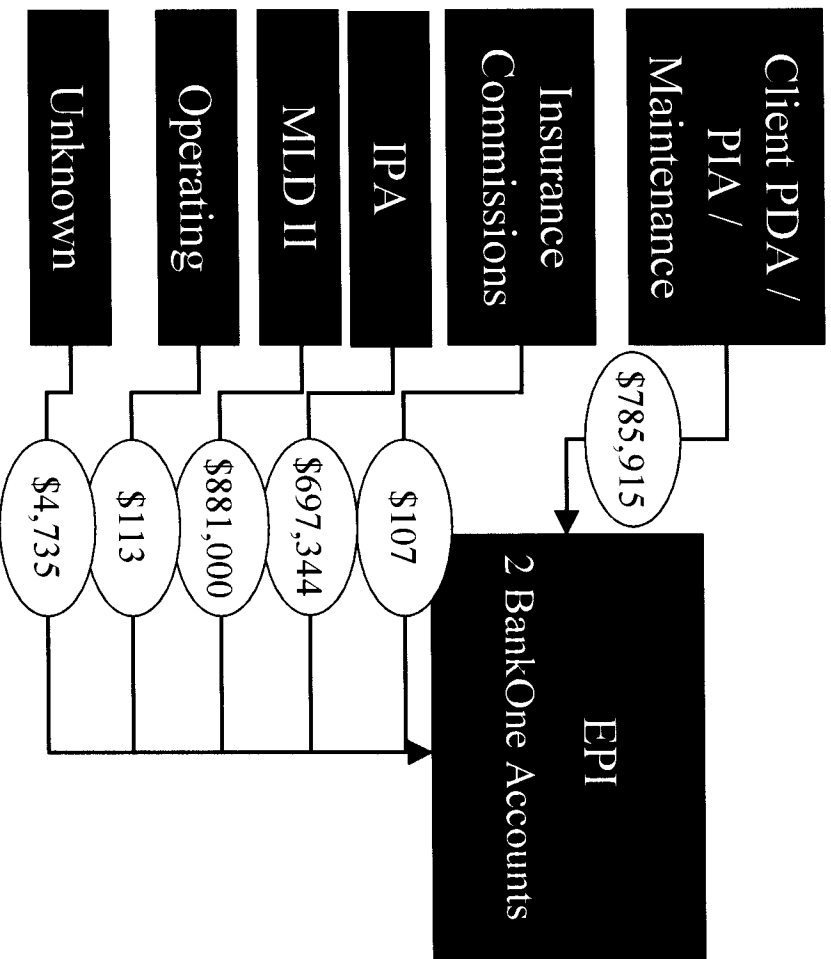 Client PDA /
PIA /
Maintenance
$785,915
Insurance
Commissions
$107
IPA
$697,344
MLD II
$881,000
Operating
$113
Unknown
$4,735
EPI
2 BankOne Accounts